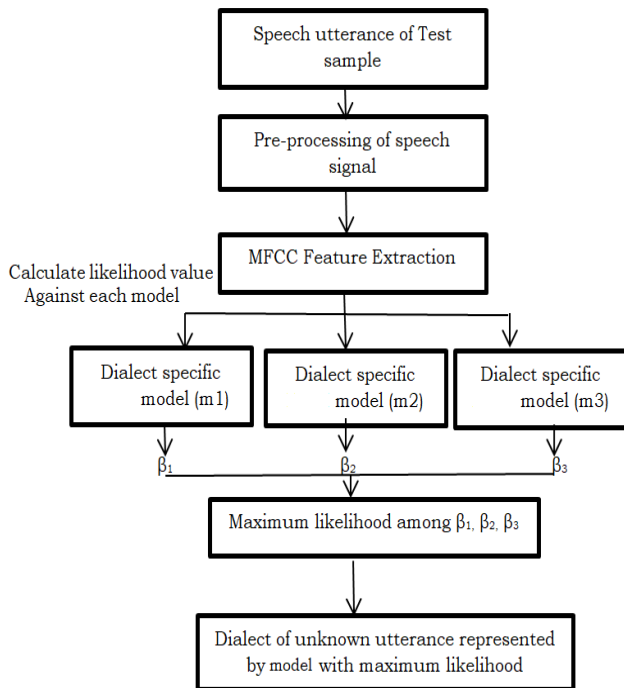 Speech utterance of Test
sample
Pre-processing of speech
signal
MFCC Feature Extraction
Calculate likelihood value
Against each model
Dialect specific
model (m1)
Dialect specific
model (m2)
Dialect specific
model (m3)
β₁
β₂
β₃
Maximum likelihood among β₁, β₂, β₃
Dialect of unknown utterance represented
by model with maximum likelihood